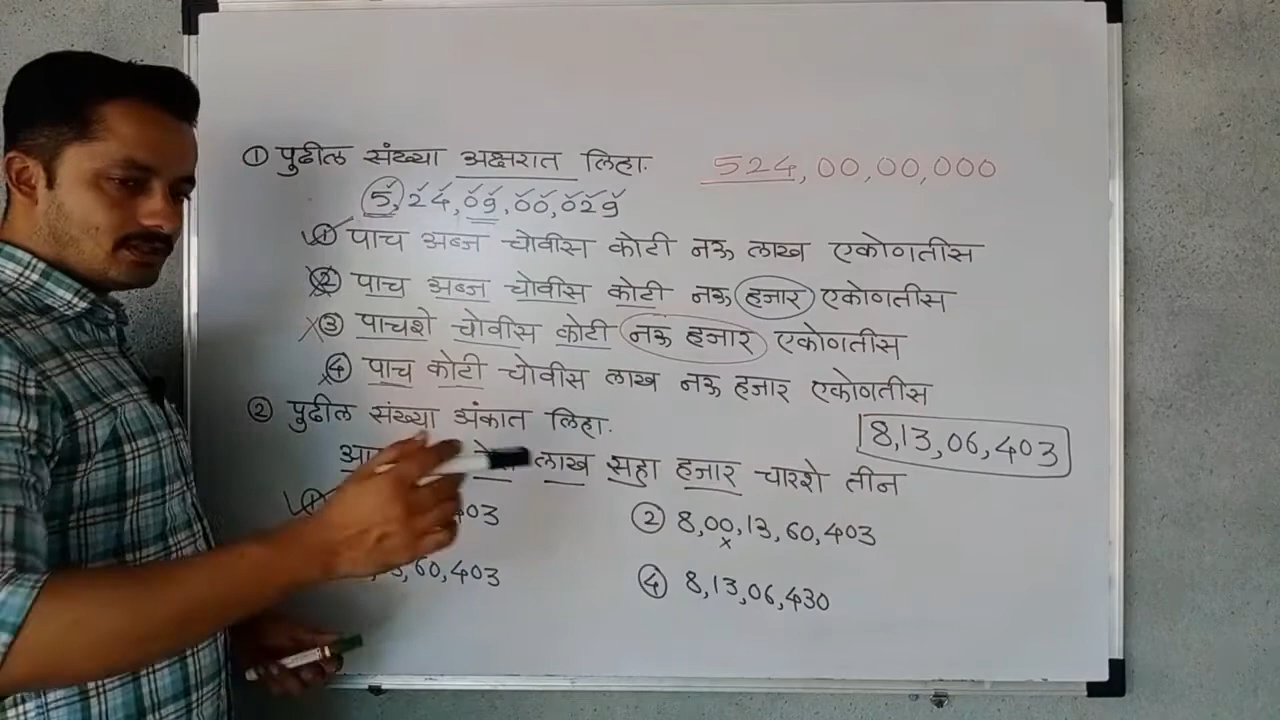 ① पुढील संख्या अक्षरात लिहा. 524,00,00,000
5,24,09,00,029
① पाच अब्ज चोवीस कोटी नऊ लाख एकोणतीस
② पाच अब्ज चोवीस कोटी नऊ हजार एकोणतीस
③ पाचशे चोवीस कोटी नऊ हजार एकोणतीस
④ पाच कोटी चोवीस लाख नऊ हजार एकोणतीस
② पुढील संख्या अंकात लिहा.
8,13,06,403
लाख सहा हजार चारशे तीन
403 ② 8,00,13,60,403
,60,403 ④ 8,13,06,430